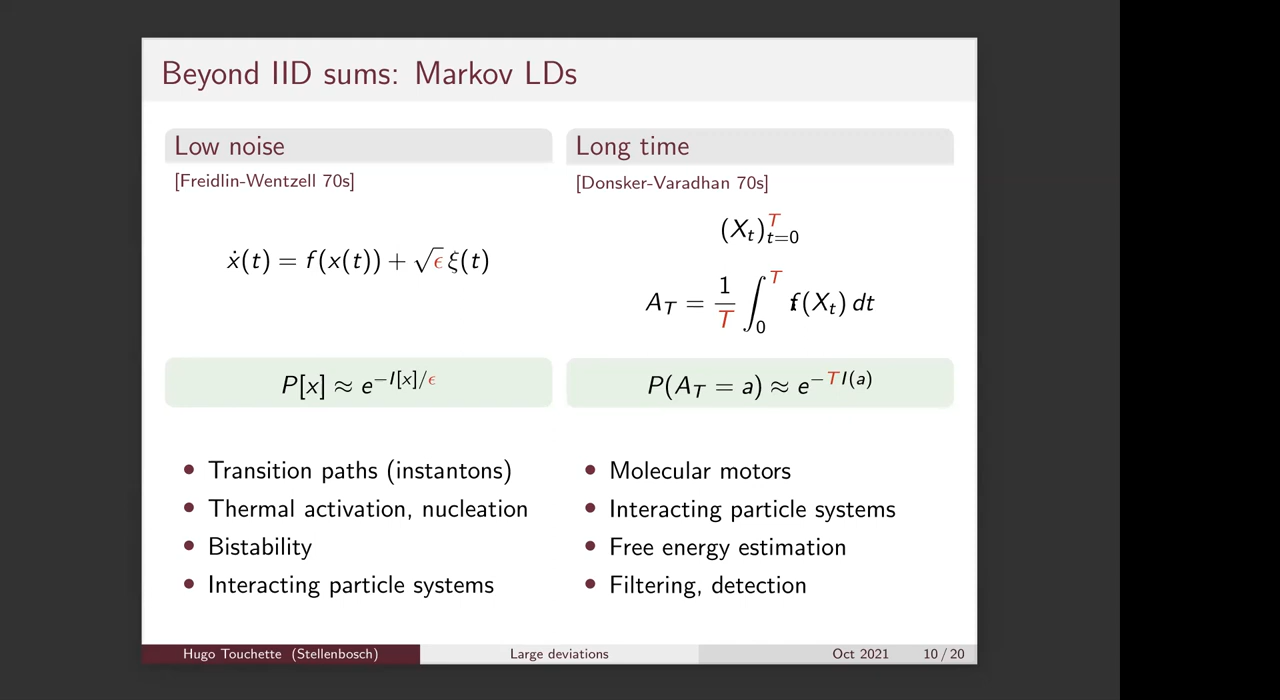 Beyond IID sums: Markov LDs
Low noise
[Freidlin-Wentzell 70s]
ẋ(t) = f(x(t)) + √ϵ ξ(t)
P[x] ≈ e^{−I[x]/ϵ}
• Transition paths (instantons)
• Thermal activation, nucleation
• Bistability
• Interacting particle systems
Long time
[Donsker-Varadhan 70s]
(X_t)_{t=0}^T
A_T = \frac{1}{T} ∫_0^T f(X_t) dt
P(A_T = a) ≈ e^{−T I(a)}
• Molecular motors
• Interacting particle systems
• Free energy estimation
• Filtering, detection
Hugo Touchette (Stellenbosch) Large deviations Oct 2021 10 / 20